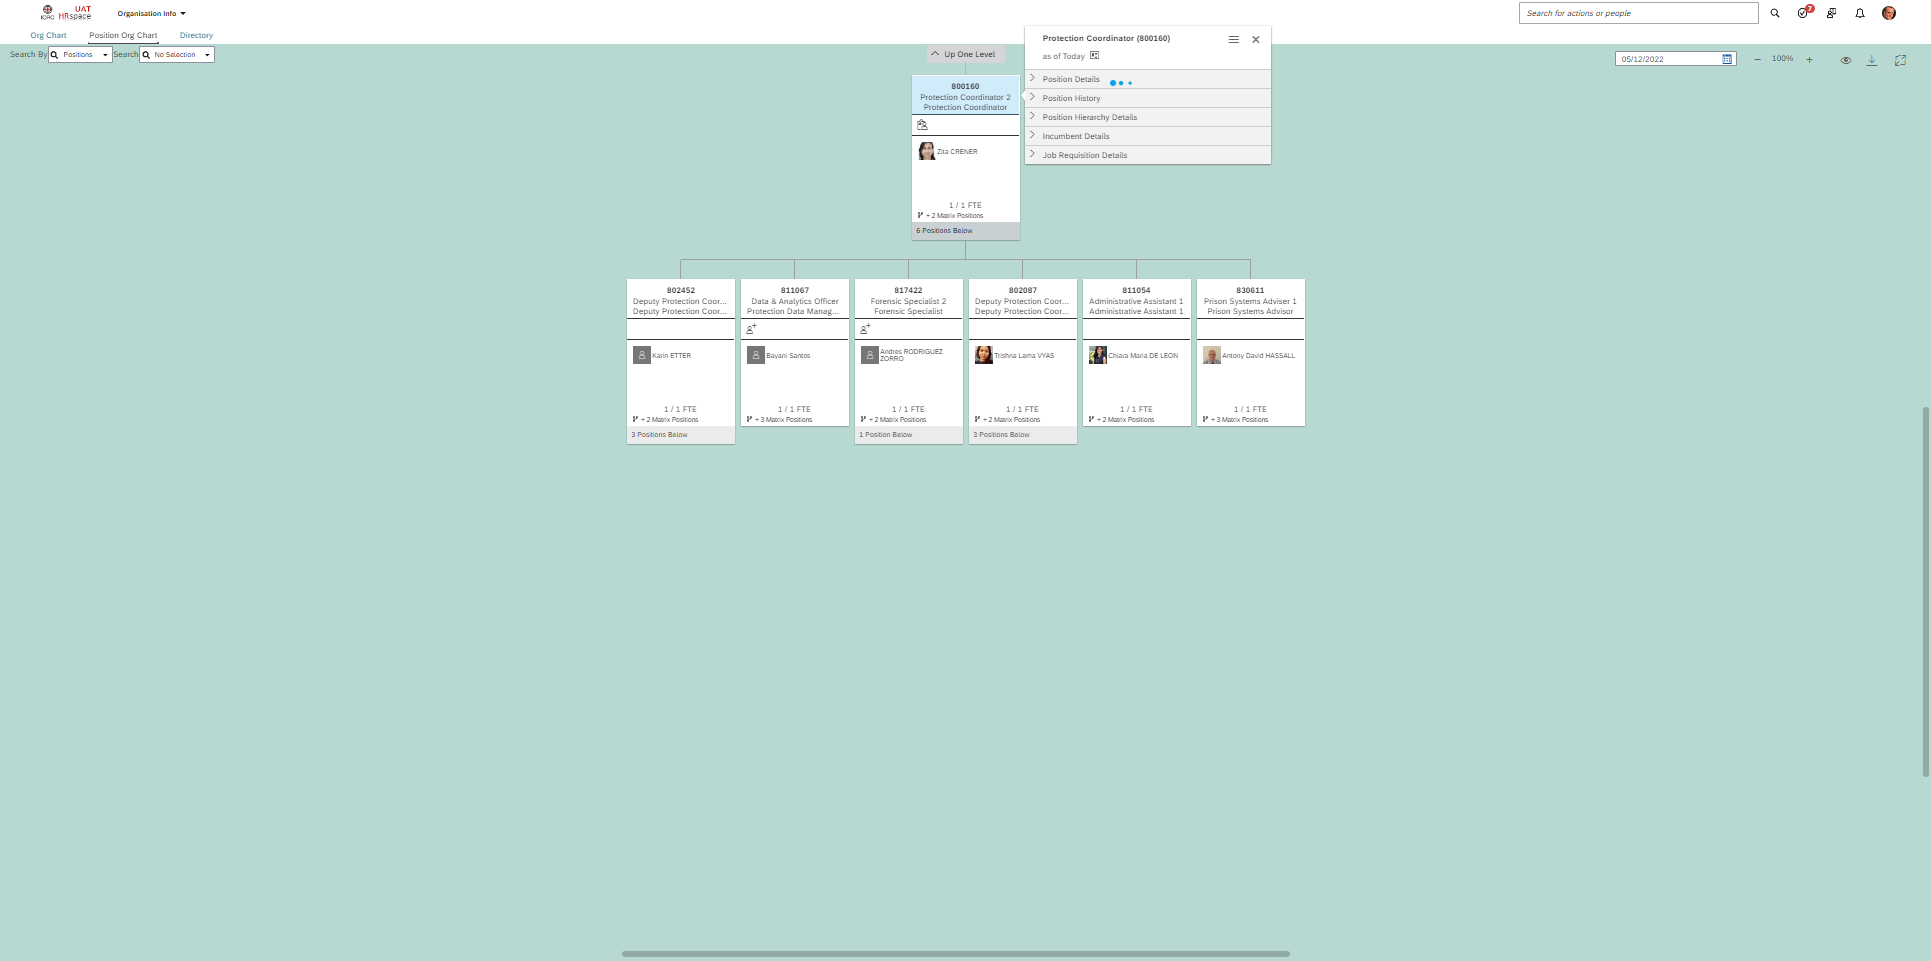 ICRC UAT HRspace
Organisation Info
Search for actions or people
7
Org Chart Position Org Chart Directory
Search By Positions Search No Selection
Up One Level
05/12/2022
100%
Protection Coordinator (800160)
as of Today
Position Details
Position History
Position Hierarchy Details
Incumbent Details
Job Requisition Details
800160
Protection Coordinator 2
Protection Coordinator
Zita CRENER
1 / 1 FTE
+ 2 Matrix Positions
6 Positions Below
802452
Deputy Protection Coor...
Deputy Protection Coor...
Karin ETTER
1 / 1 FTE
+ 2 Matrix Positions
3 Positions Below
811067
Data & Analytics Officer
Protection Data Manag...
Bayani Santos
1 / 1 FTE
+ 3 Matrix Positions
817422
Forensic Specialist 2
Forensic Specialist
Andres RODRIGUEZ
ZORRO
1 / 1 FTE
+ 2 Matrix Positions
1 Position Below
802087
Deputy Protection Coor...
Deputy Protection Coor...
Trishna Lama VYAS
1 / 1 FTE
+ 2 Matrix Positions
3 Positions Below
811054
Administrative Assistant 1
Administrative Assistant 1
Chiara Maria DE LEON
1 / 1 FTE
+ 2 Matrix Positions
830611
Prison Systems Adviser 1
Prison Systems Advisor
Antony David HASSALL
1 / 1 FTE
+ 3 Matrix Positions